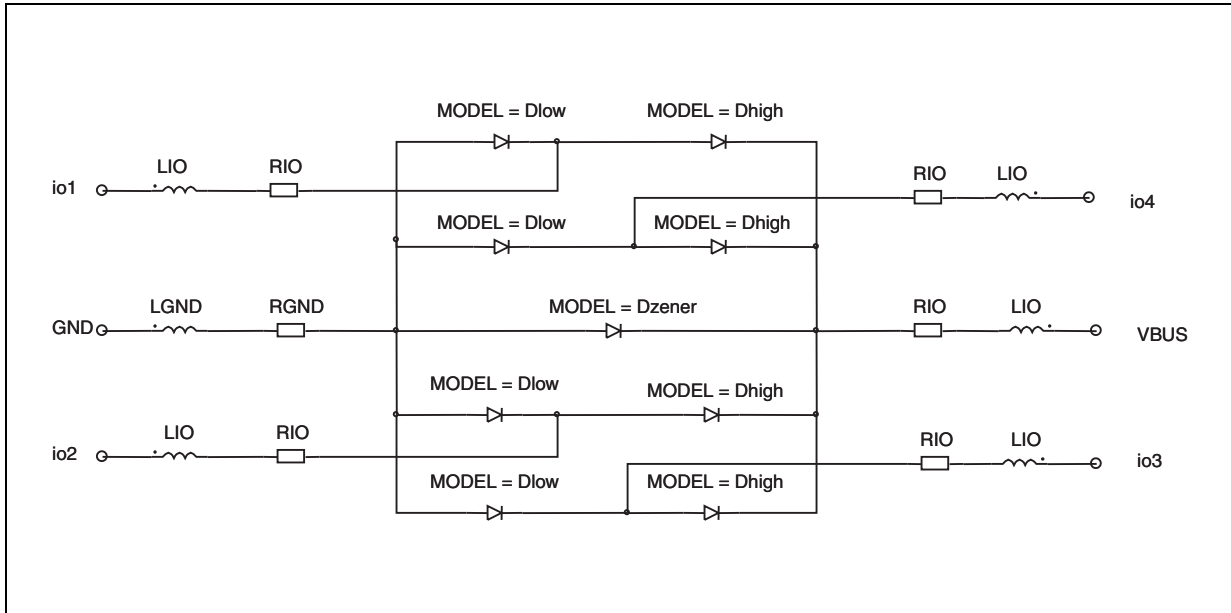 MODEL = Dlow MODEL = Dhigh
LIO RIO RIO LIO
io1 io4
MODEL = Dlow MODEL = Dhigh
LGND RGND MODEL = Dzener RIO LIO
GND VBUS
MODEL = Dlow MODEL = Dhigh
LIO RIO RIO LIO
io2 io3
MODEL = Dlow MODEL = Dhigh